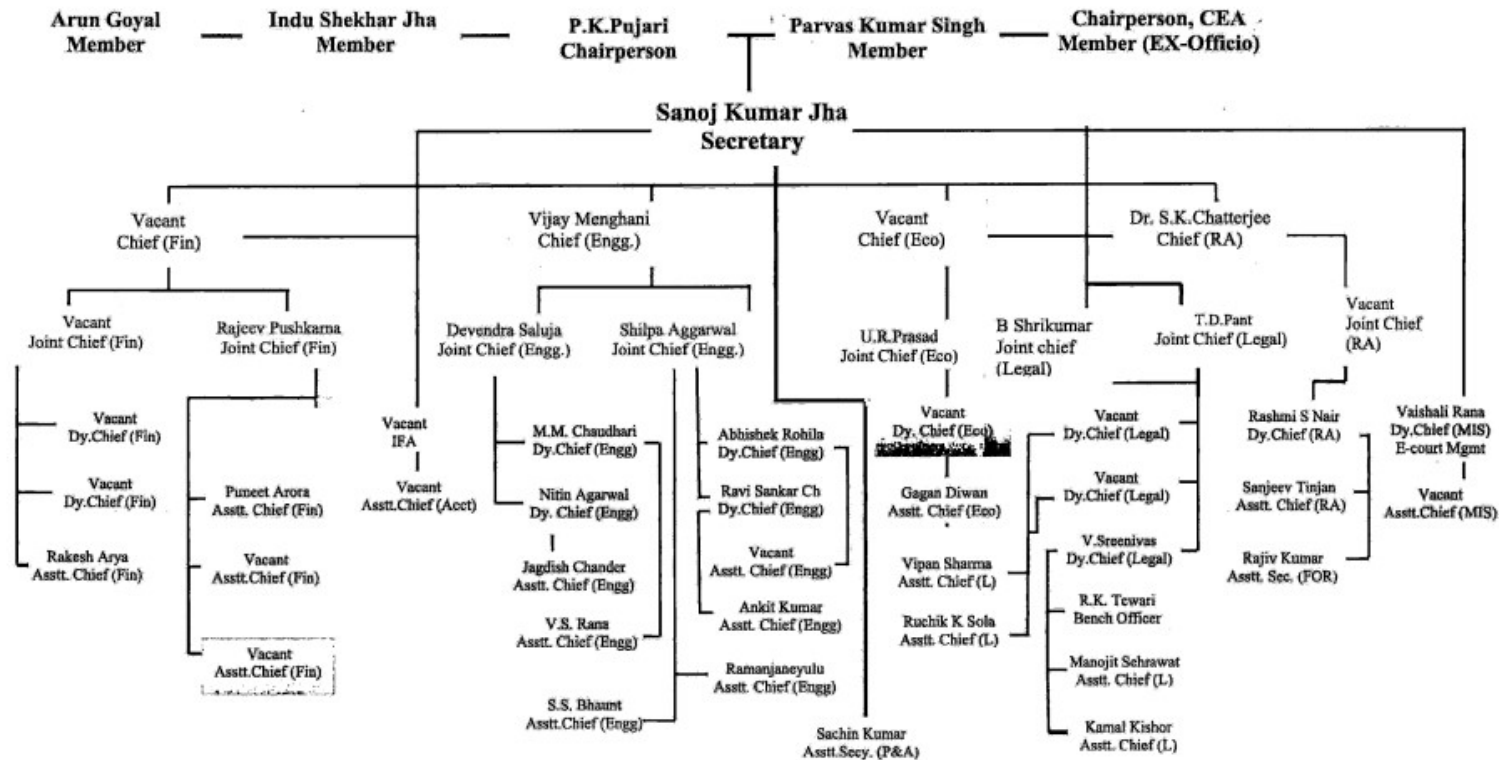 Arun Goyal
Member
Indu Shekhar Jha
Member
P.K.Pujari
Chairperson
Parvas Kumar Singh
Member
Chairperson, CEA
Member (EX-Officio)
Sanoj Kumar Jha
Secretary
Vacant
Chief (Fin)
Vijay Menghani
Chief (Engg.)
Vacant
Chief (Eco)
Dr. S.K.Chatterjee
Chief (RA)
Vacant
Joint Chief (Fin)
Rajeev Pushkarna
Joint Chief (Fin)
Devendra Saluja
Joint Chief (Engg.)
Shilpa Aggarwal
Joint Chief (Engg.)
U.R.Prasad
Joint Chief (Eco)
B Shrikumar
Joint chief
(Legal)
T.D.Pant
Joint Chief (Legal)
Vacant
Joint Chief
(RA)
Vacant
Dy.Chief (Fin)
Vacant
Dy.Chief (Fin)
Rakesh Arya
Asstt. Chief (Fin)
Puneet Arora
Asstt. Chief (Fin)
Vacant
Asstt.Chief (Fin)
Vacant
Asstt.Chief (Fin)
Vacant
IFA
Vacant
Asstt.Chief (Acct)
M.M. Chaudhari
Dy.Chief (Engg)
Nitin Agarwal
Dy. Chief (Engg)
Jagdish Chander
Asstt. Chief (Engg)
V.S. Rana
Asstt. Chief (Engg)
S.S. Bhaunt
Asstt.Chief (Engg)
Abhishek Rohila
Dy.Chief (Engg)
Ravi Sankar Ch
Dy.Chief (Engg)
Vacant
Asstt. Chief (Engg)
Ankit Kumar
Asstt. Chief (Engg)
Ramanjaneyulu
Asstt. Chief (Engg)
Sachin Kumar
Asstt.Secy. (P&A)
Vacant
Dy. Chief (Eco)
Gagan Diwan
Asstt. Chief (Eco)
Vipan Sharma
Asstt. Chief (L)
Ruchik K Sola
Asstt. Chief (L)
Vacant
Dy.Chief (Legal)
Vacant
Dy.Chief (Legal)
V.Sreenivas
Dy.Chief (Legal)
R.K. Tewari
Bench Officer
Manojit Sehrawat
Asstt. Chief (L)
Kamal Kishor
Asstt. Chief (L)
Rashmi S Nair
Dy.Chief (RA)
Sanjeev Tinjan
Asstt. Chief (RA)
Rajiv Kumar
Asstt. Sec. (FOR)
Vaishali Rana
Dy.Chief (MIS)
E-court Mgmt
Vacant
Asstt.Chief (MIS)